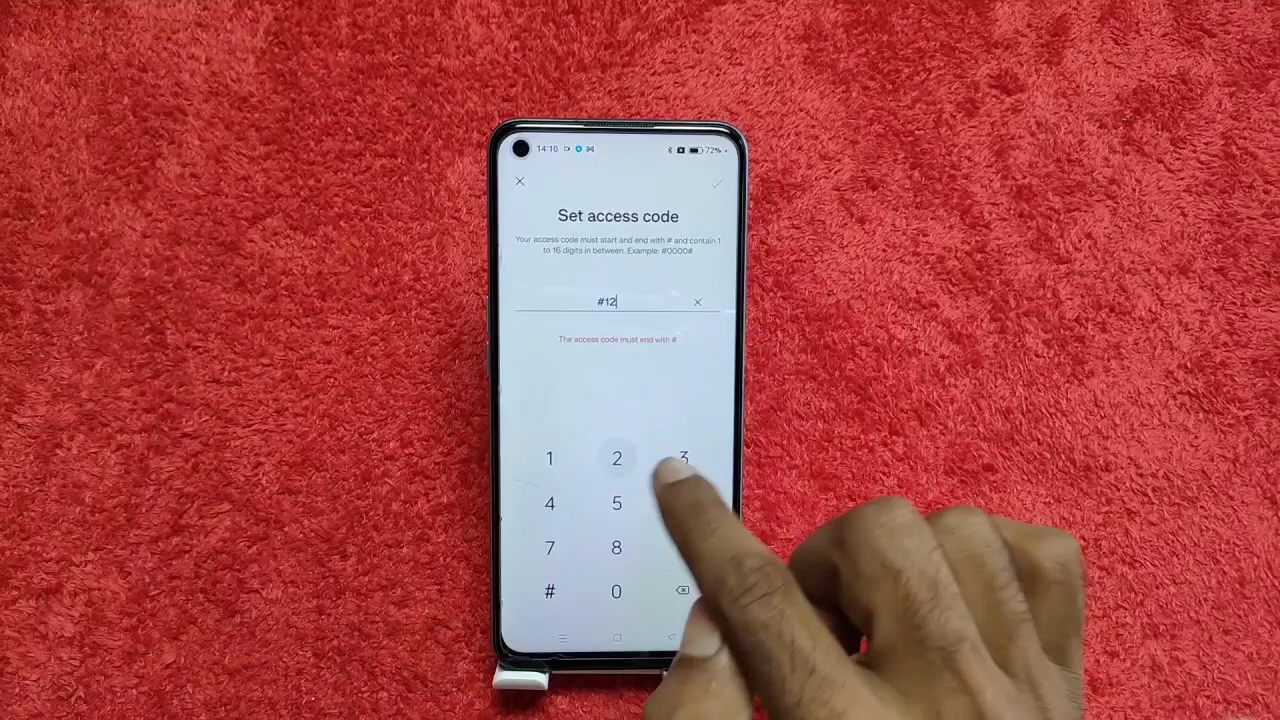 14:10 94 72%
Set access code
Your access code must start and end with # and contain 1
to 16 digits in between. Example: #0000#
#12
The access code must end with #
1 2 3
4 5
7 8
# 0